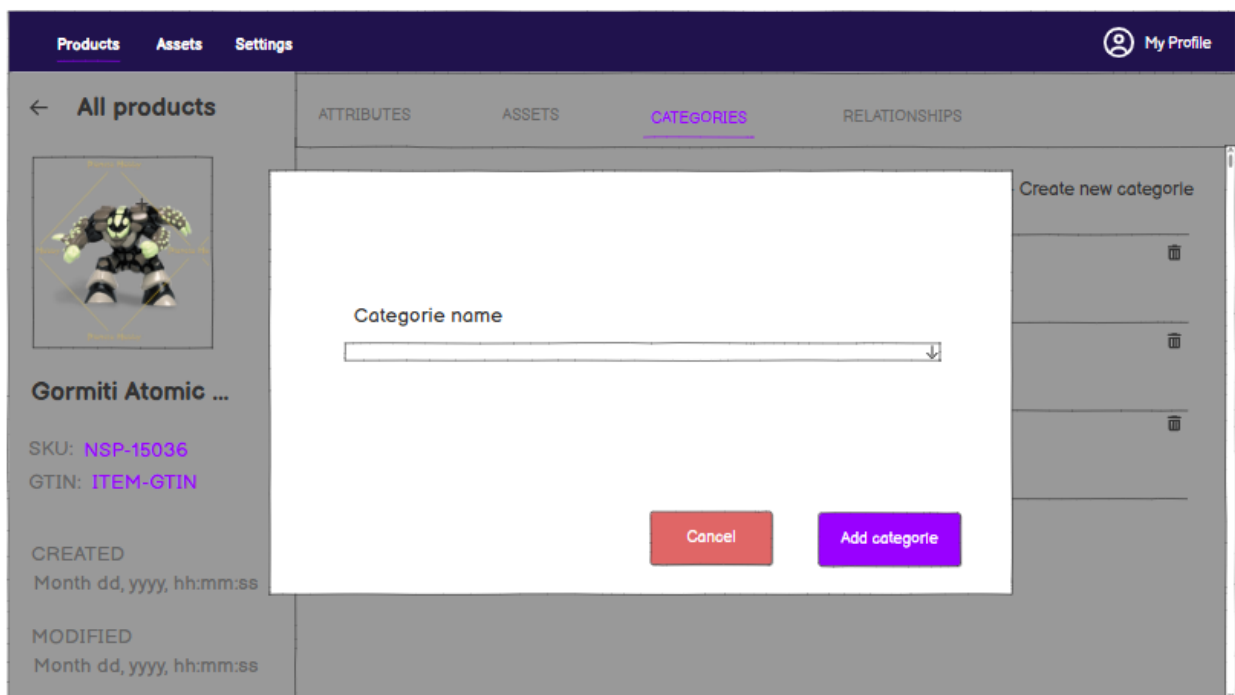 Products Assets Settings My Profile
← All products
ATTRIBUTES ASSETS CATEGORIES RELATIONSHIPS
Create new categorie
Categorie name
Gormiti Atomic ...
SKU: NSP-15036
GTIN: ITEM-GTIN
Cancel Add categorie
CREATED
Month dd, yyyy, hh:mm:ss
MODIFIED
Month dd, yyyy, hh:mm:ss